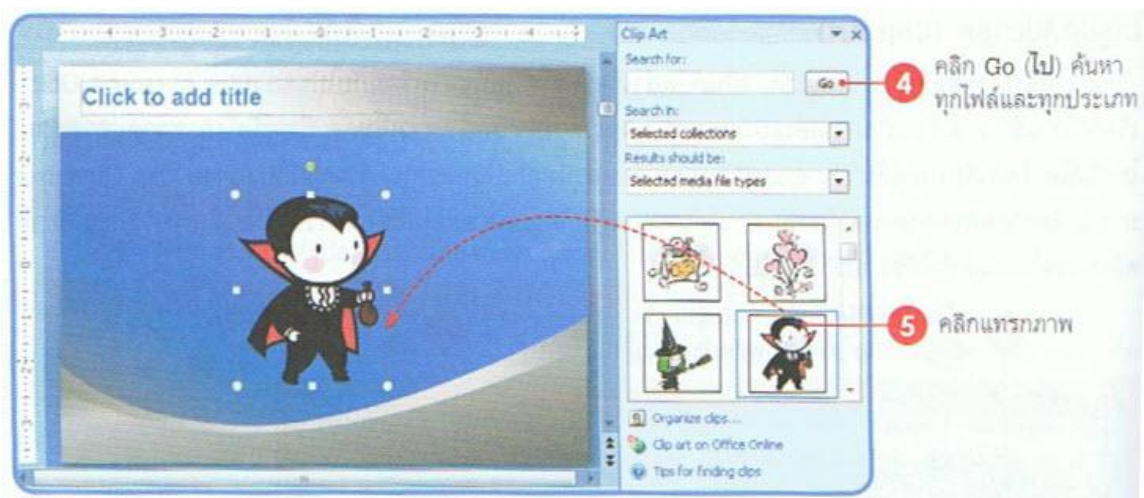 Clip Art
Search for:
Go
4 คลิก Go (ไป) ค้นหา
ทุกไฟล์และทุกประเภท
Click to add title
Search in:
Selected collections
Results should be:
Selected media file types
5 คลิกแทรกภาพ
Organize clips...
Clip art on Office Online
Tips for finding clips